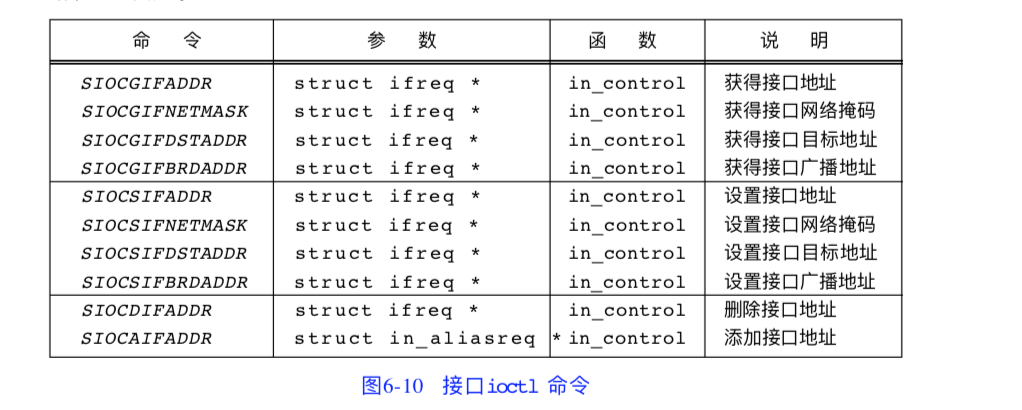 命 令 参 数 函 数 说 明
SIOCGIFADDR struct ifreq * in_control 获得接口地址
SIOCGIFNETMASK struct ifreq * in_control 获得接口网络掩码
SIOCGIFDSTADDR struct ifreq * in_control 获得接口目标地址
SIOCGIFBRDADDR struct ifreq * in_control 获得接口广播地址
SIOCSIFADDR struct ifreq * in_control 设置接口地址
SIOCSIFNETMASK struct ifreq * in_control 设置接口网络掩码
SIOCSIFDSTADDR struct ifreq * in_control 设置接口目标地址
SIOCSIFBRDADDR struct ifreq * in_control 设置接口广播地址
SIOCDIFADDR struct ifreq * in_control 删除接口地址
SIOCAIFADDR struct in_aliasreq * in_control 添加接口地址
图6-10 接口ioctl 命令